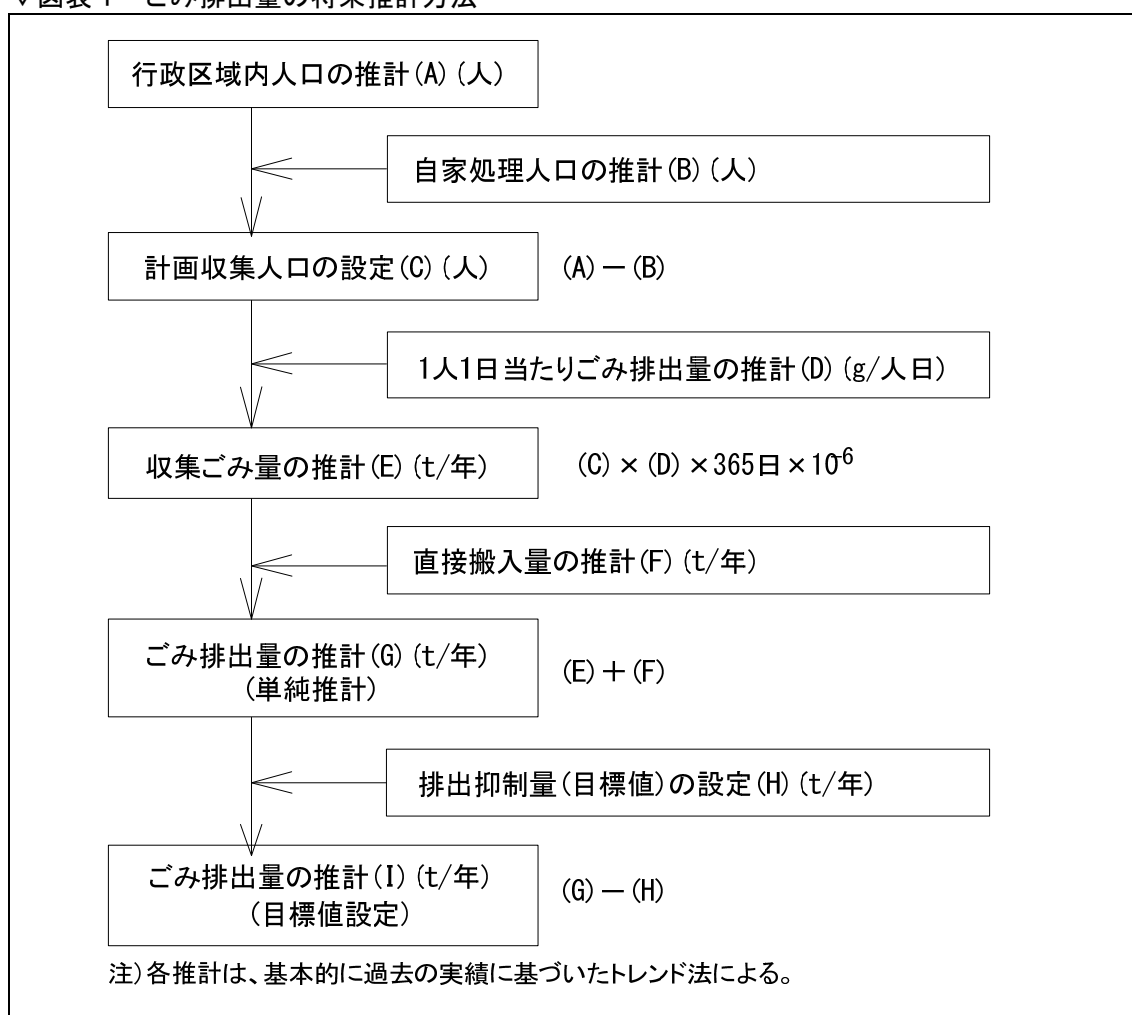 行政区域内人口の推計(A)(人)
自家処理人口の推計(B)(人)
計画収集人口の設定(C)(人) (A)－(B)
1人1日当たりごみ排出量の推計(D)(g/人日)
収集ごみ量の推計(E)(t/年) (C)×(D)×365日×10-6
直接搬入量の推計(F)(t/年)
ごみ排出量の推計(G)(t/年)
(単純推計)
(E)＋(F)
排出抑制量(目標値)の設定(H)(t/年)
ごみ排出量の推計(I)(t/年)
(目標値設定)
(G)－(H)
注)各推計は、基本的に過去の実績に基づいたトレンド法による。